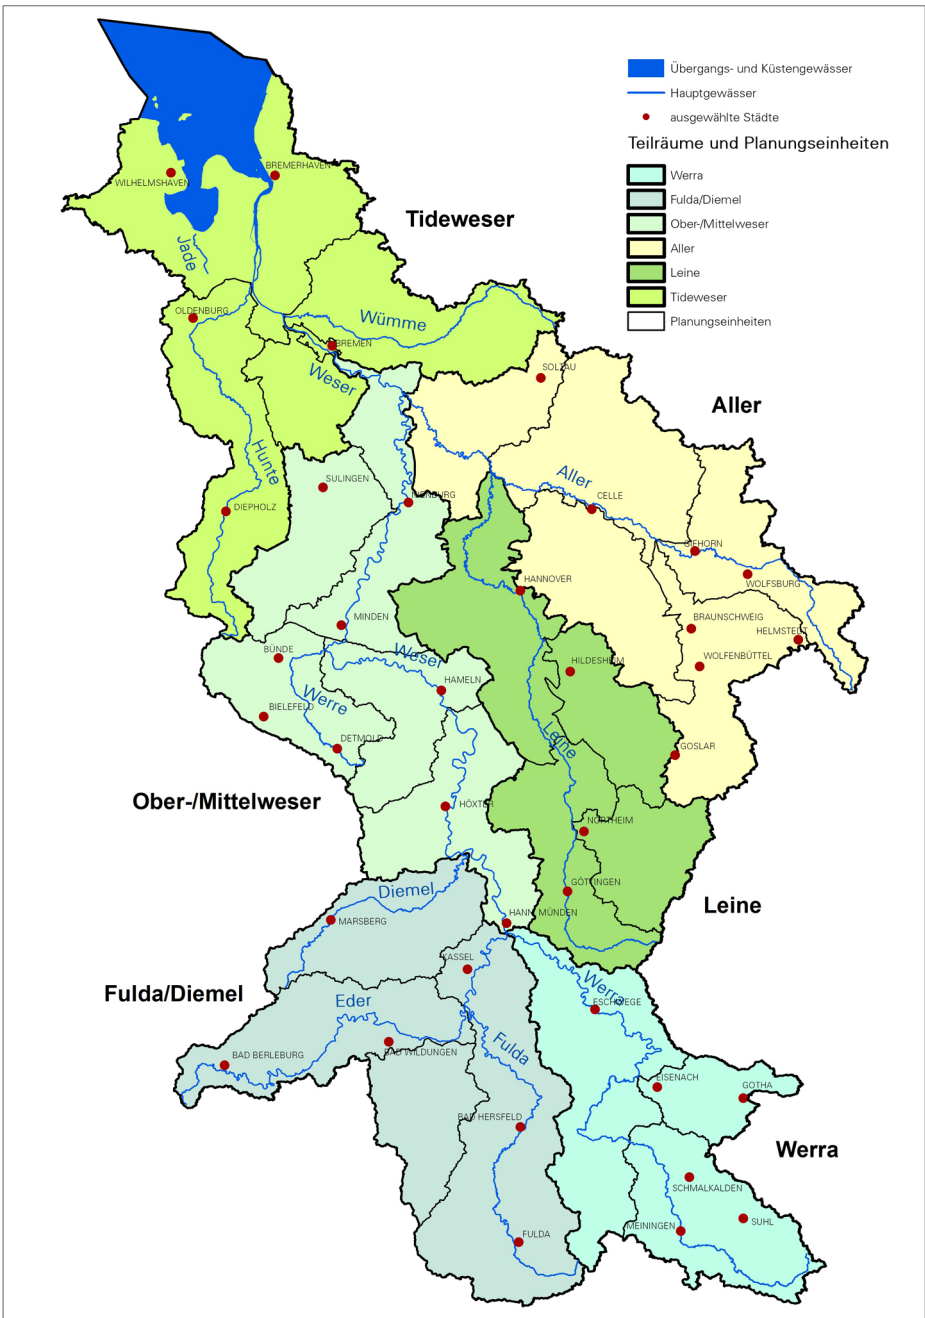 Übergangs- und Küstengewässer
Hauptgewässer
ausgewählte Städte
Teilräume und Planungseinheiten
Werra
Fulda/Diemel
Ober-/Mittelweser
Aller
Leine
Tideweser
Planungseinheiten
BREMERHAVEN
WILHELMSHAVEN
Tideweser
Jade
OLDENBURG
Wümme
BREMEN
Weser
SOLTAU
Aller
Hunte
Aller
SULINGEN
NIENBURG
CELLE
DIEPHOLZ
GIFHORN
HANNOVER
WOLFSBURG
MINDEN
BRAUNSCHWEIG
HELMSTEDT
BÜNDE
Weser
HILDESHEIM
WOLFENBÜTTEL
HAMELN
Werre
BIELEFELD
DETMOLD
Leine
GOSLAR
Ober-/Mittelweser
HÖXTER
NORTHEIM
Diemel
GÖTTINGEN
Leine
MARSBERG
HANN. MÜNDEN
KASSEL
Fulda/Diemel
Eder
Werra
ESCHWEGE
Fulda
BAD BERLEBURG
BAD WILDUNGEN
EISENACH
GOTHA
BAD HERSFELD
Werra
SCHMALKALDEN
SUHL
MEININGEN
FULDA